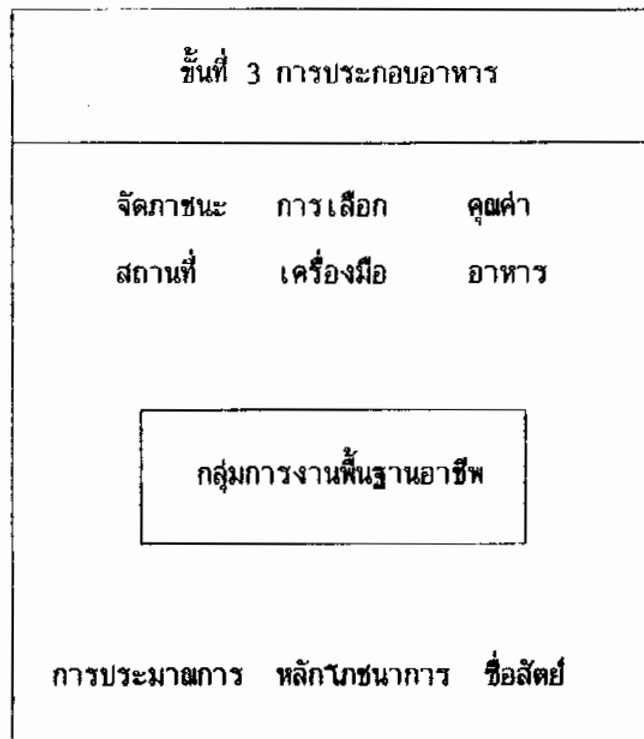 ขั้นที่ 3 การประกอบอาหาร
จัดภาชนะ การเลือก คุณค่า
สถานที่ เครื่องมือ อาหาร
กลุ่มการงานพื้นฐานอาชีพ
การประมาณการ หลักโภชนาการ ซื่อสัตย์